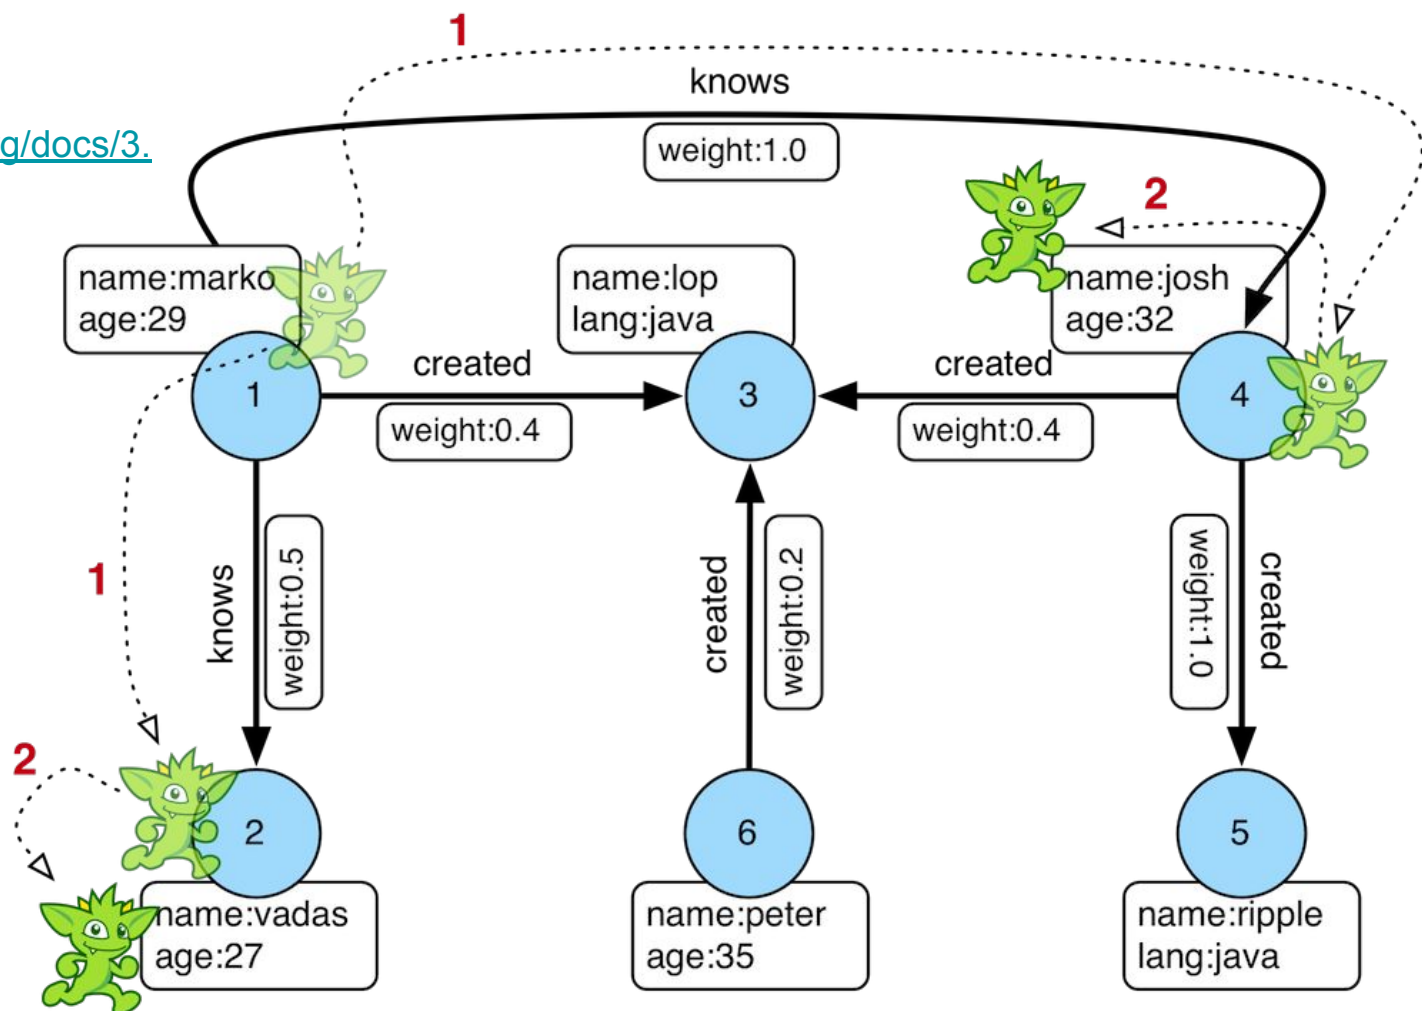 1
knows
g/docs/3.
weight:1.0
2
name:marko
age:29
name:lop
lang:java
name:josh
age:32
created
created
1
3
4
weight:0.4
weight:0.4
1
knows
weight:0.5
created
weight:0.2
weight:1.0
created
2
2
6
5
name:vadas
age:27
name:peter
age:35
name:ripple
lang:java